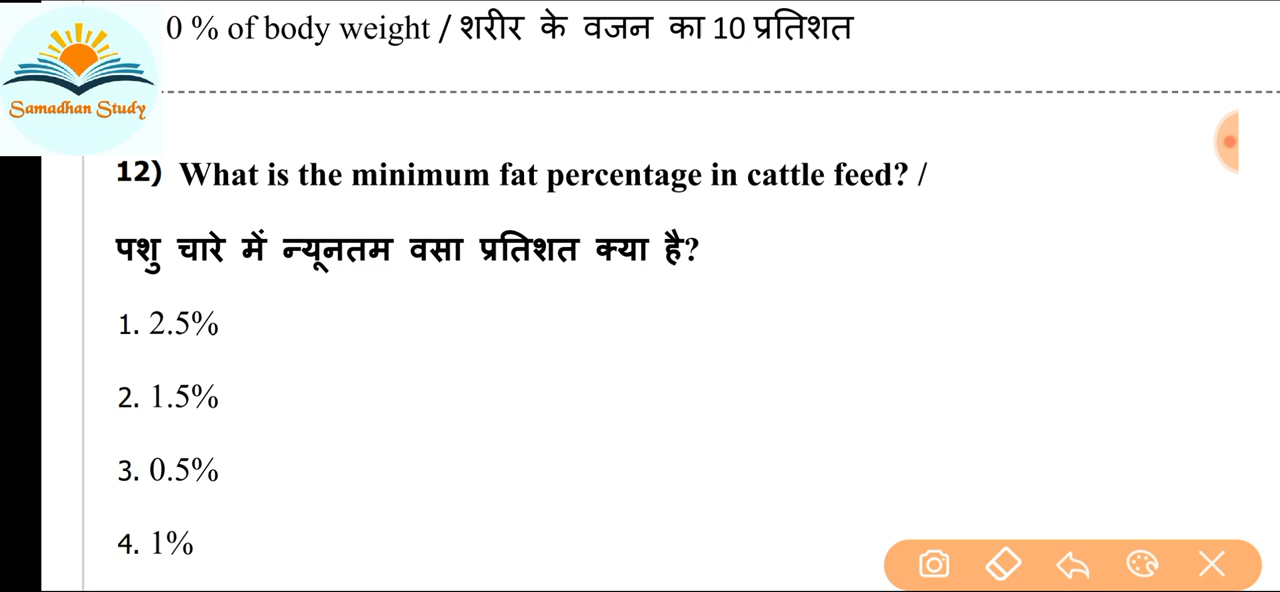 0 % of body weight / शरीर के वजन का 10 प्रतिशत
Samadhan Study
12) What is the minimum fat percentage in cattle feed? /
पशु चारे में न्यूनतम वसा प्रतिशत क्या है?
1. 2.5%
2. 1.5%
3. 0.5%
4. 1%